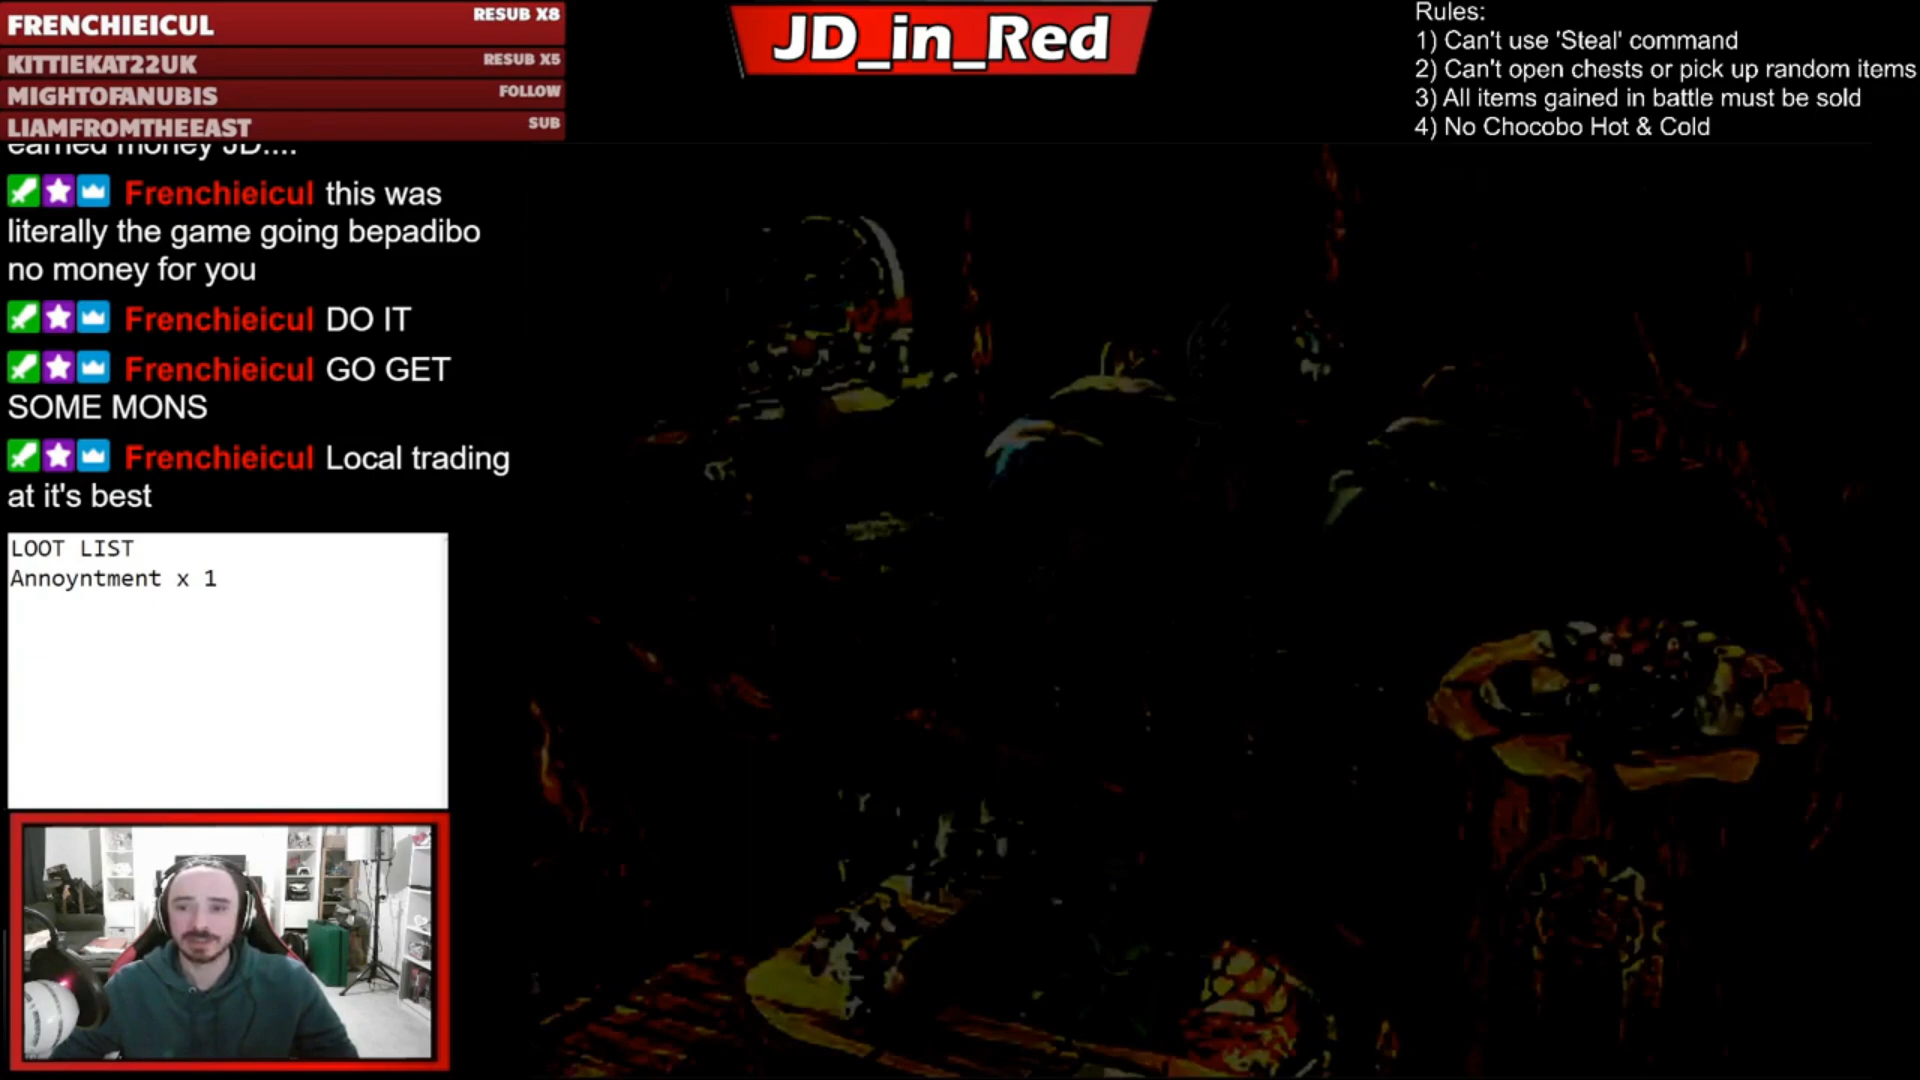 FRENCHIEICUL RESUB X8
KITTIEKAT22UK RESUB X5
MIGHTOFANUBIS FOLLOW
LIAMFROMTHEEAST SUB
JD_in_Red
Rules:
1) Can't use 'Steal' command
2) Can't open chests or pick up random items
3) All items gained in battle must be sold
4) No Chocobo Hot & Cold
earned money JD....
Frenchieicul this was
literally the game going bepadibo
no money for you
Frenchieicul DO IT
Frenchieicul GO GET
SOME MONS
Frenchieicul Local trading
at it's best
LOOT LIST
Annoyntment x 1